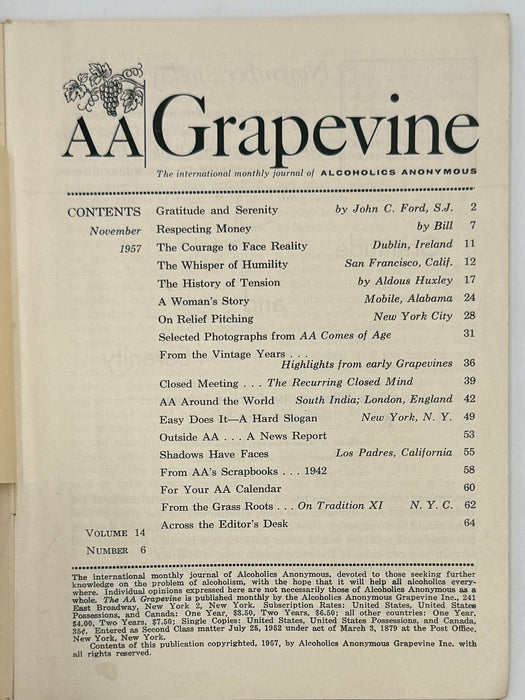 AA Grapevine
The international monthly journal of ALCOHOLICS ANONYMOUS
CONTENTS
November
1957
Gratitude and Serenity by John C. Ford, S.J. 2
Respecting Money by Bill 7
The Courage to Face Reality Dublin, Ireland 11
The Whisper of Humility San Francisco, Calif. 12
The History of Tension by Aldous Huxley 17
A Woman's Story Mobile, Alabama 24
On Relief Pitching New York City 28
Selected Photographs from AA Comes of Age 31
From the Vintage Years . . .
Highlights from early Grapevines 36
Closed Meeting . . . The Recurring Closed Mind 39
AA Around the World South India; London, England 42
Easy Does It—A Hard Slogan New York, N. Y. 49
Outside AA . . . A News Report 53
Shadows Have Faces Los Padres, California 55
From AA's Scrapbooks . . . 1942 58
For Your AA Calendar 60
From the Grass Roots . . . On Tradition XI N. Y. C. 62
Across the Editor's Desk 64
VOLUME 14
NUMBER 6
The international monthly journal of Alcoholics Anonymous, devoted to those seeking further
knowledge on the problem of alcoholism, with the hope that it will help all alcoholics every-
where. Individual opinions expressed here are not necessarily those of Alcoholics Anonymous as a
whole. The AA Grapevine is published monthly by the Alcoholics Anonymous Grapevine Inc., 241
East Broadway, New York 2, New York. Subscription Rates: United States, United States
Possessions, and Canada: One Year, $3.50, Two Years, $6.50; all other countries: One Year,
$4.00, Two Years, $7.50; Single Copies: United States, United States Possessions, and Canada,
35¢. Entered as Second Class matter July 25, 1952 under act of March 3, 1879 at the Post Office,
New York, New York.
Contents of this publication copyrighted, 1957, by Alcoholics Anonymous Grapevine Inc. with
all rights reserved.